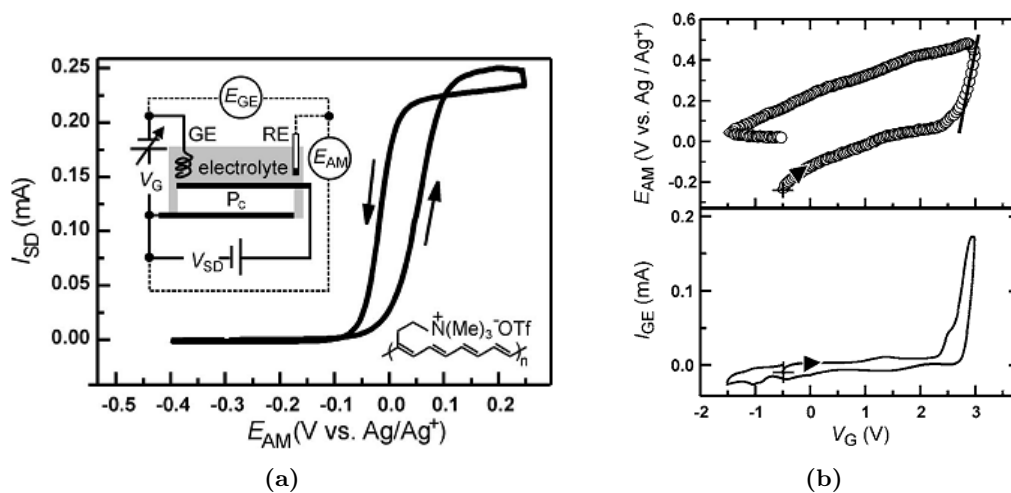 0.25
0.20
0.15
0.10
0.05
0.00
I_SD (mA)
E_GE
GE
RE
E_AM
electrolyte
V_G
P_C
V_SD
N(Me)₃⁻OTf
+
n
-0.5 -0.4 -0.3 -0.2 -0.1 0.0 0.1 0.2
E_AM (V vs. Ag/Ag⁺)
(a)
0.6
0.4
0.2
0.0
-0.2
E_AM (V vs. Ag / Ag⁺)
0.2
0.1
0.0
I_GE (mA)
-2 -1 0 1 2 3
V_G (V)
(b)